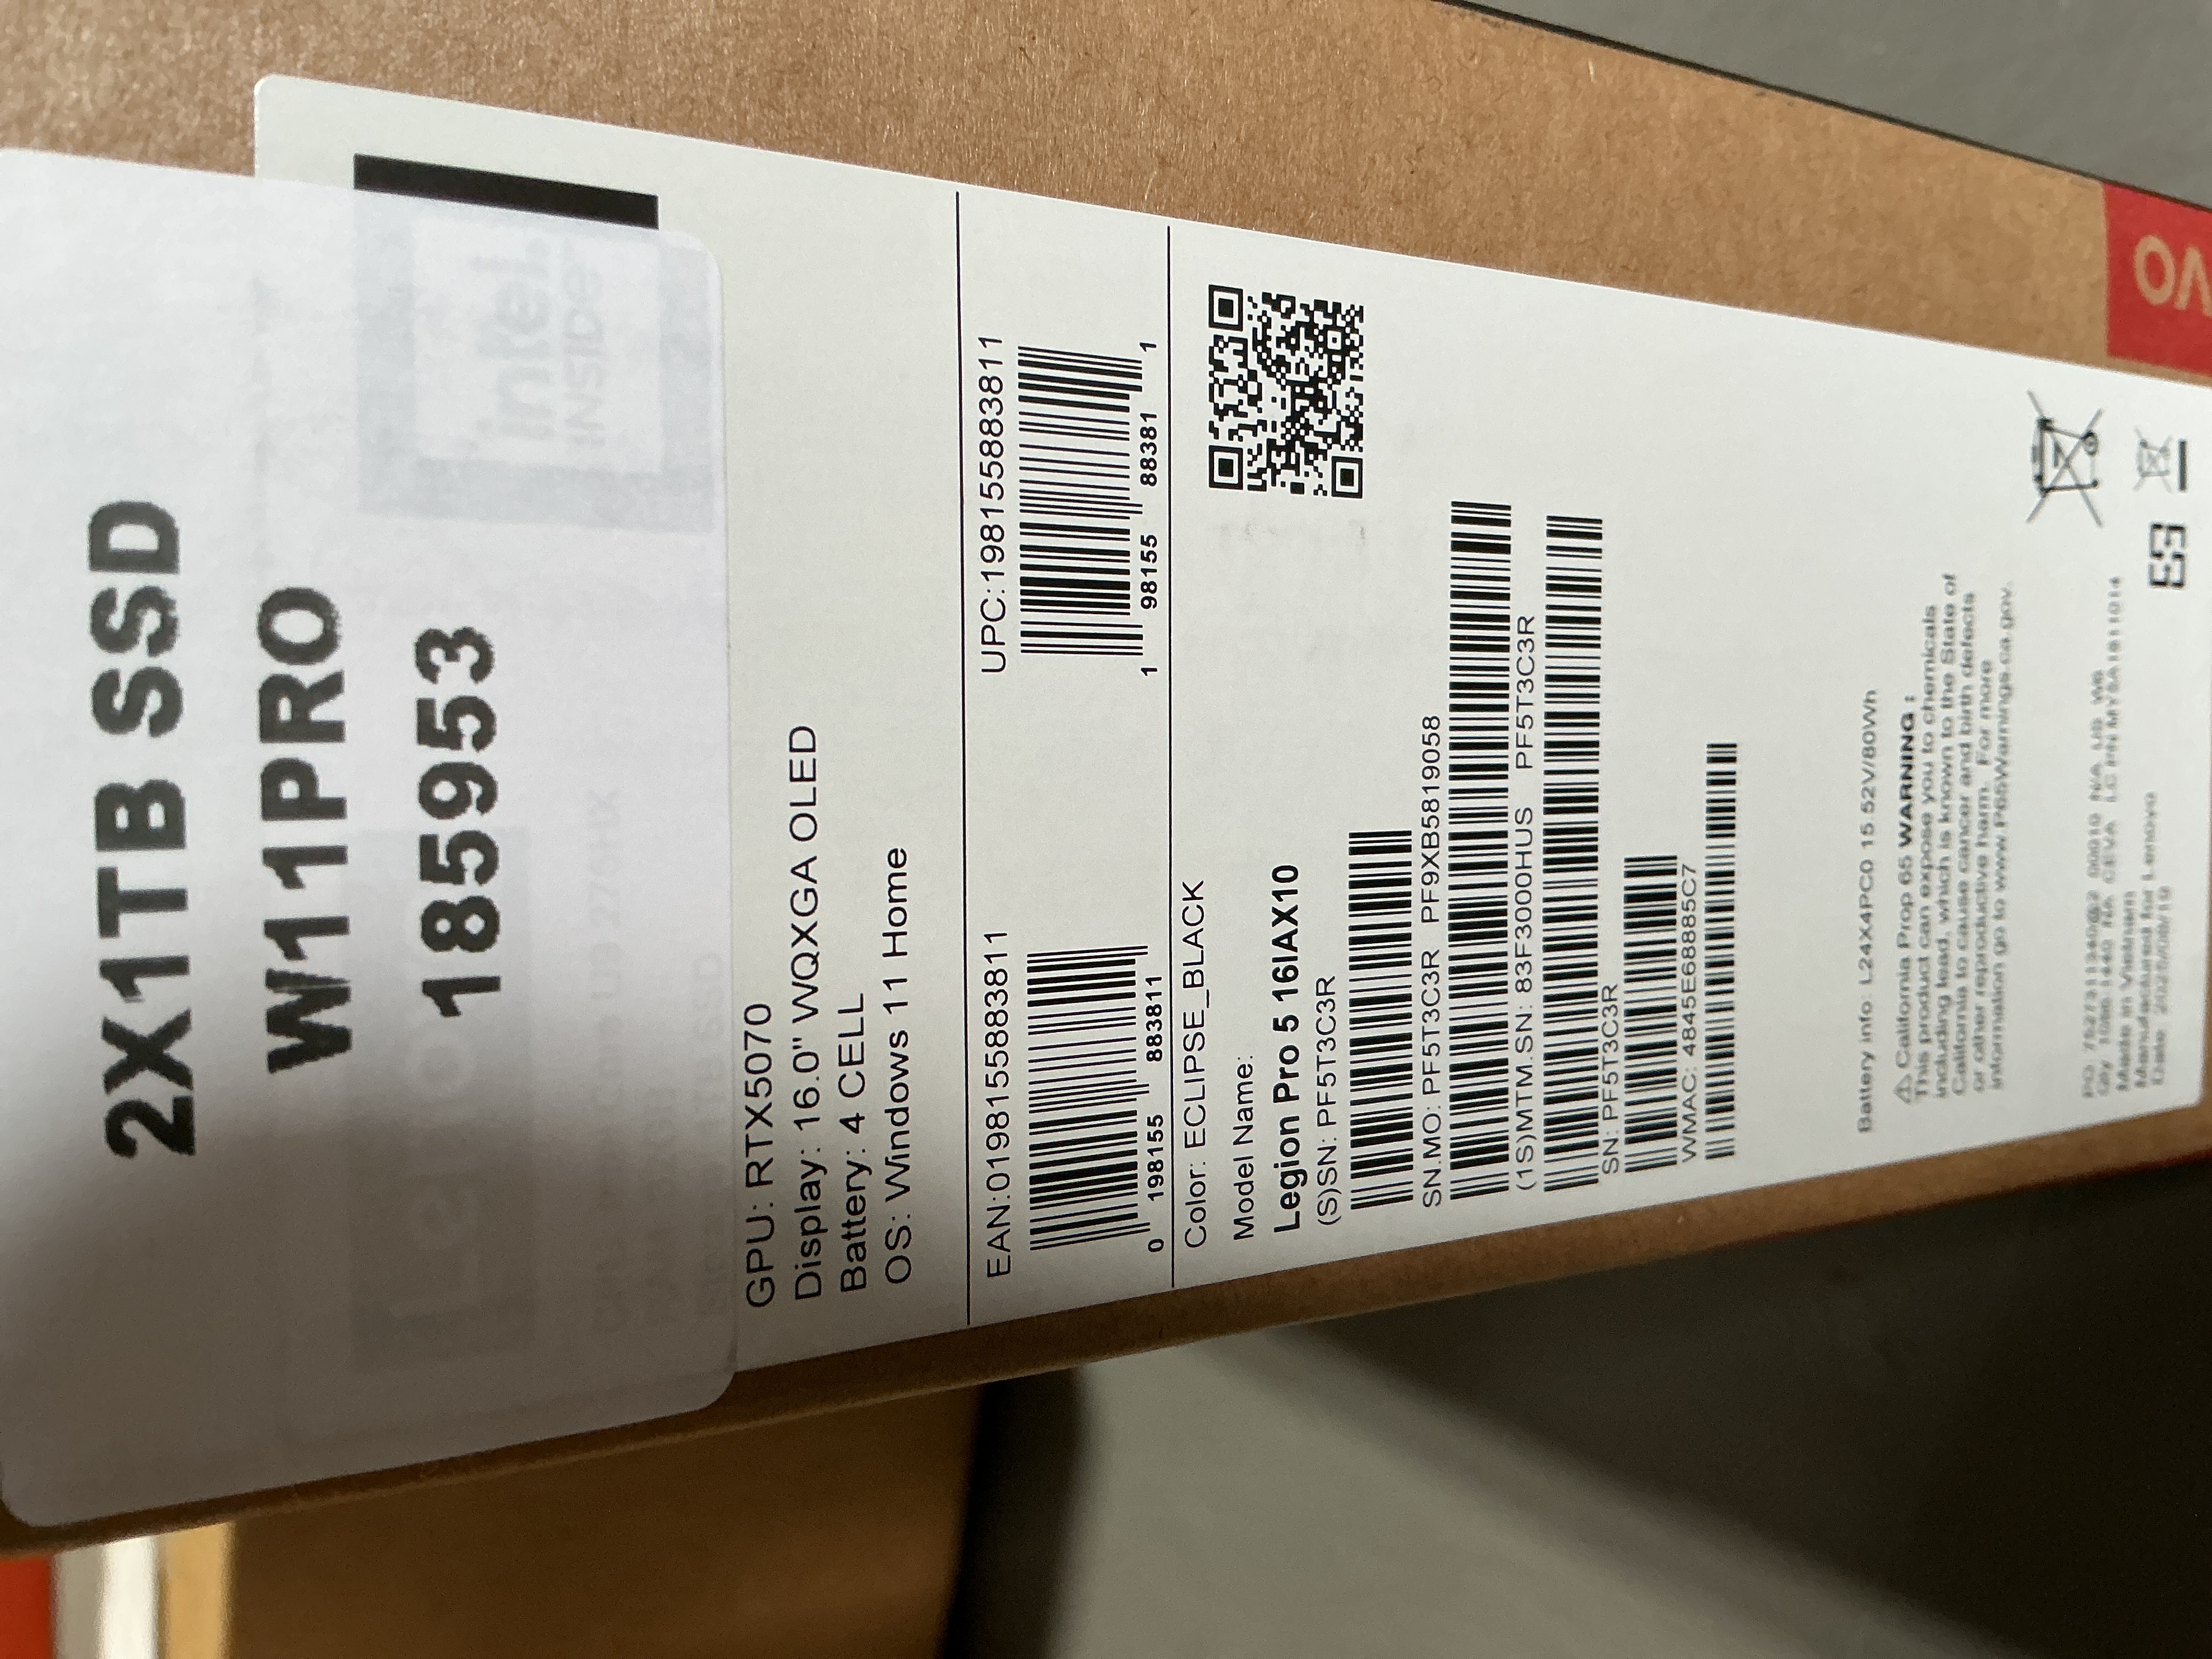 2X1TB SSD
W11PRO
18953
intel
INSIDE
GPU: RTX5070
Display: 16.0" WQXGA OLED
Battery: 4 CELL
OS: Windows 11 Home
EAN:0198155883811
0 198155 883811
UPC:198155883811
1 98155 88381 1
Color: ECLIPSE_BLACK
Model Name:
Legion Pro 5 16IAX10
(S)SN: PF5T3C3R
SN.MO: PF5T3C3R PF9XB5819058
(1S)MTM.SN: 83F3000HUS PF5T3C3R
SN: PF5T3C3R
WMAC: 4845E68885C7
Battery info: L24X4PC0 15.52V/80Wh
⚠California Prop 65 WARNING :
This product can expose you to chemicals
including lead, which is known to the State of
California to cause cancer and birth defects
or other reproductive harm. For more
information go to www.P65Warnings.ca.gov.
Made in Vietnam
Manufactured for Lenovo
vo